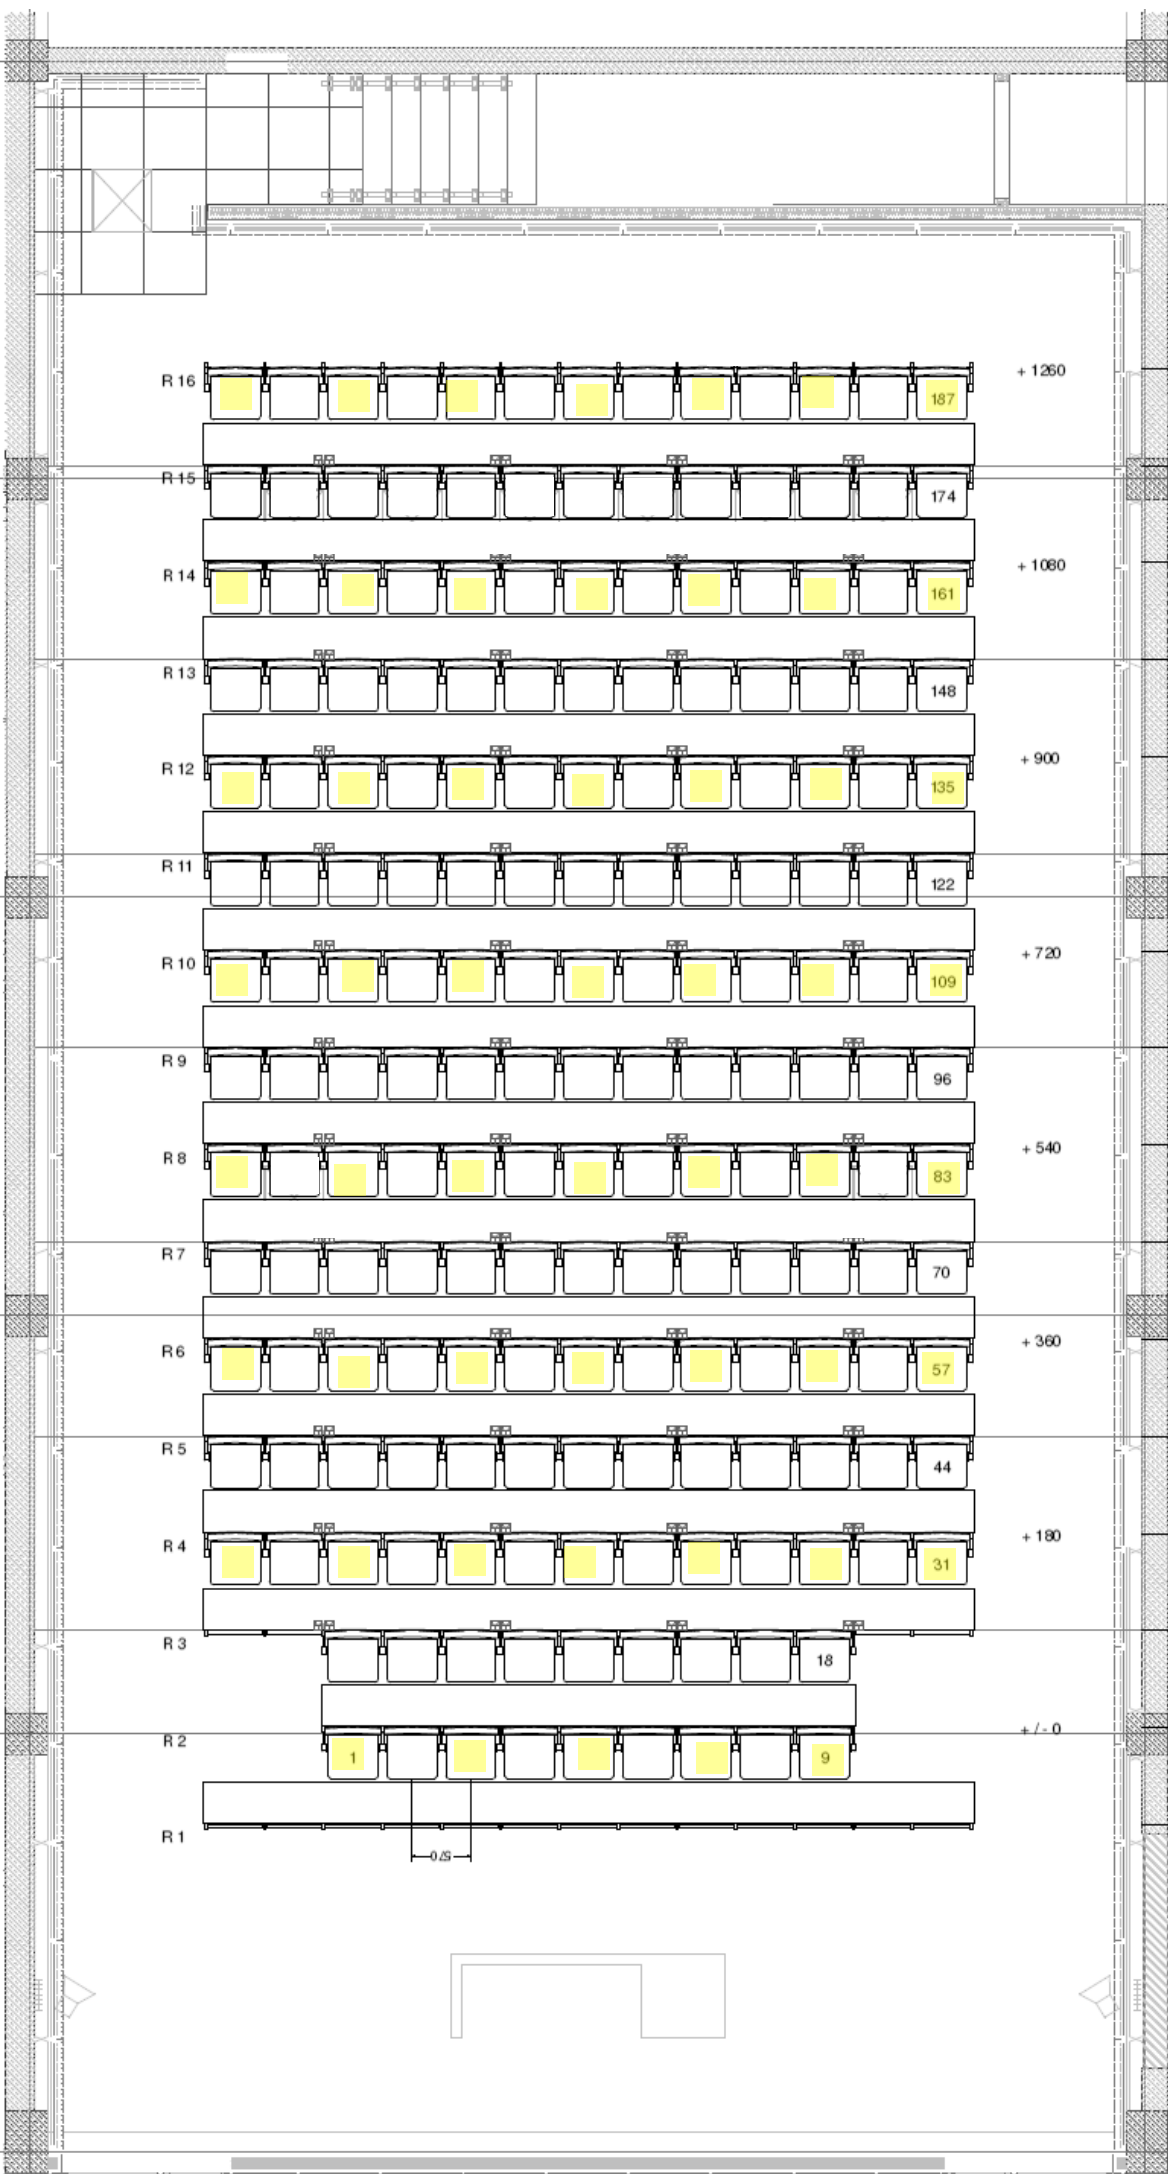 R 16 187 + 1260
R 15 174
R 14 161 + 1080
R 13 148
R 12 135 + 900
R 11 122
R 10 109 + 720
R 9 96
R 8 83 + 540
R 7 70
R 6 57 + 360
R 5 44
R 4 31 + 180
R 3 18
R 2 1 9 + / - 0
R 1
570